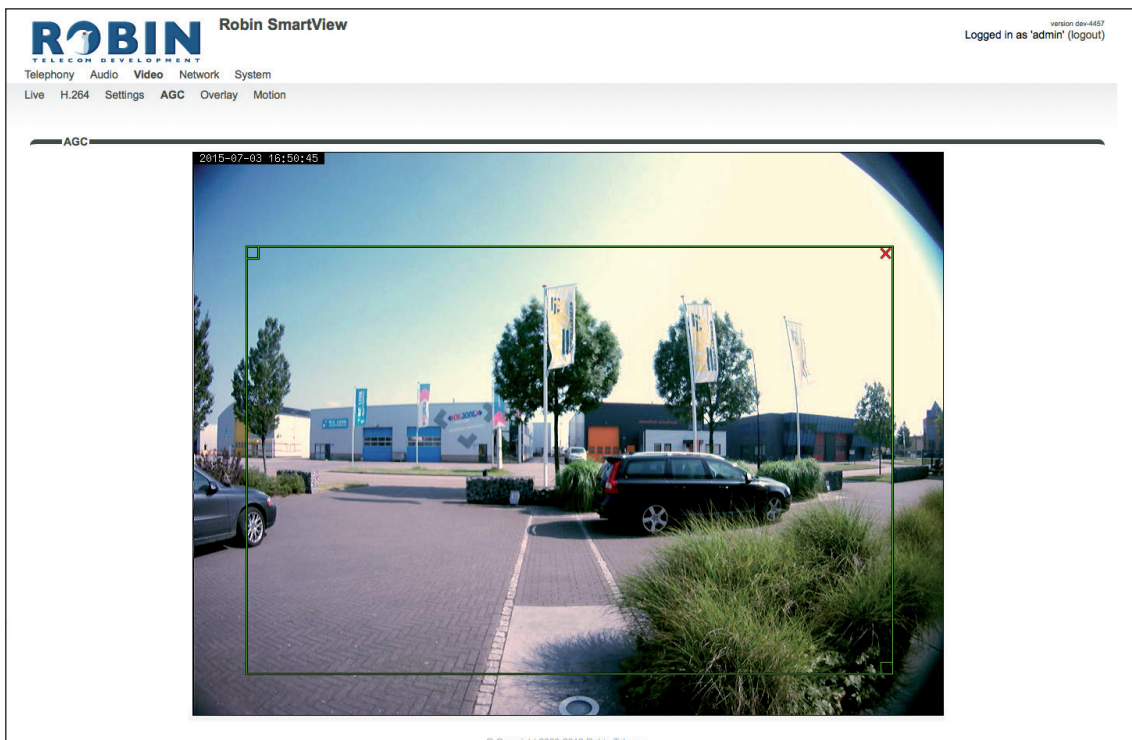 ROBIN
TELECOM DEVELOPMENT
Robin SmartView
version dev-4457
Logged in as 'admin' (logout)
Telephony Audio Video Network System
Live H.264 Settings AGC Overlay Motion
AGC
2015-07-03 16:50:45